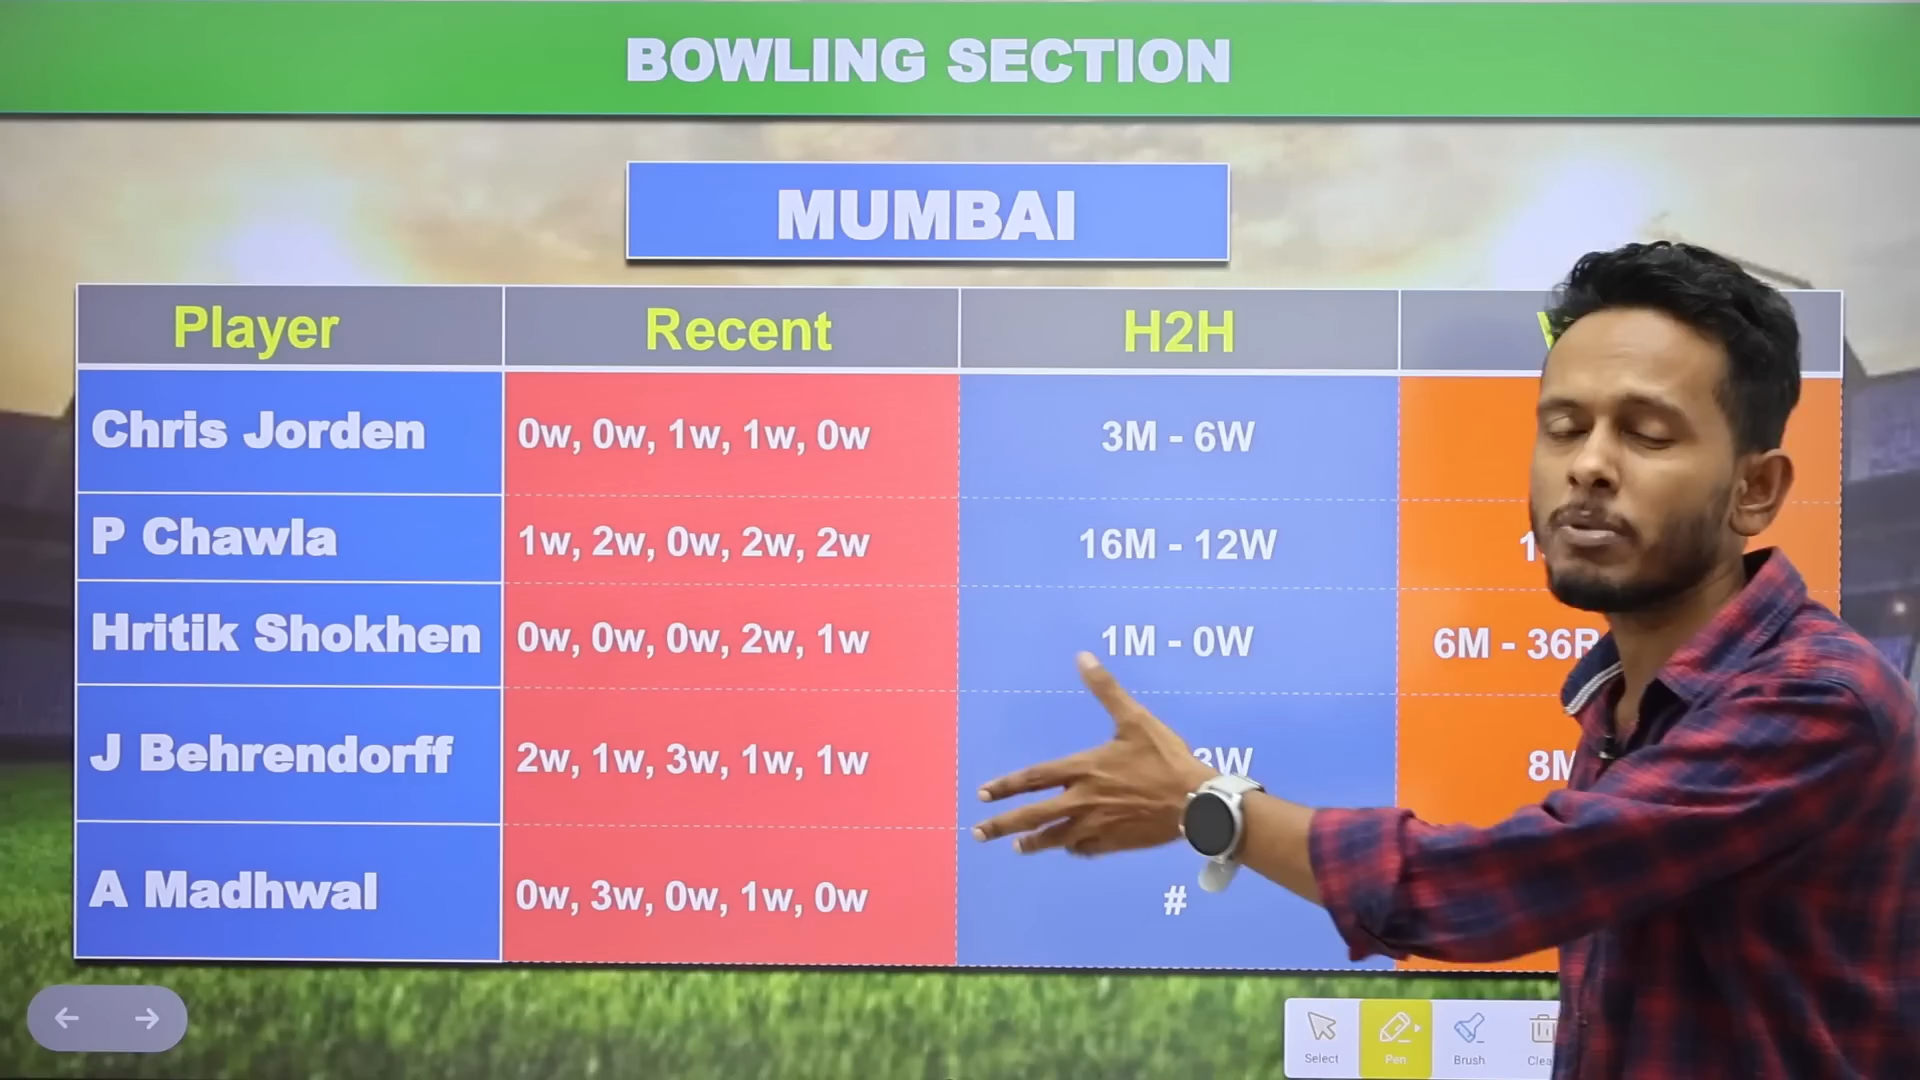 BOWLING SECTION
MUMBAI
Player Recent H2H
Chris Jorden 0w, 0w, 1w, 1w, 0w 3M - 6W
P Chawla 1w, 2w, 0w, 2w, 2w 16M - 12W
Hritik Shokhen 0w, 0w, 0w, 2w, 1w 1M - 0W 6M - 36R
J Behrendorff 2w, 1w, 3w, 1w, 1w 3W 8M
A Madhwal 0w, 3w, 0w, 1w, 0w #
Select Pen Brush